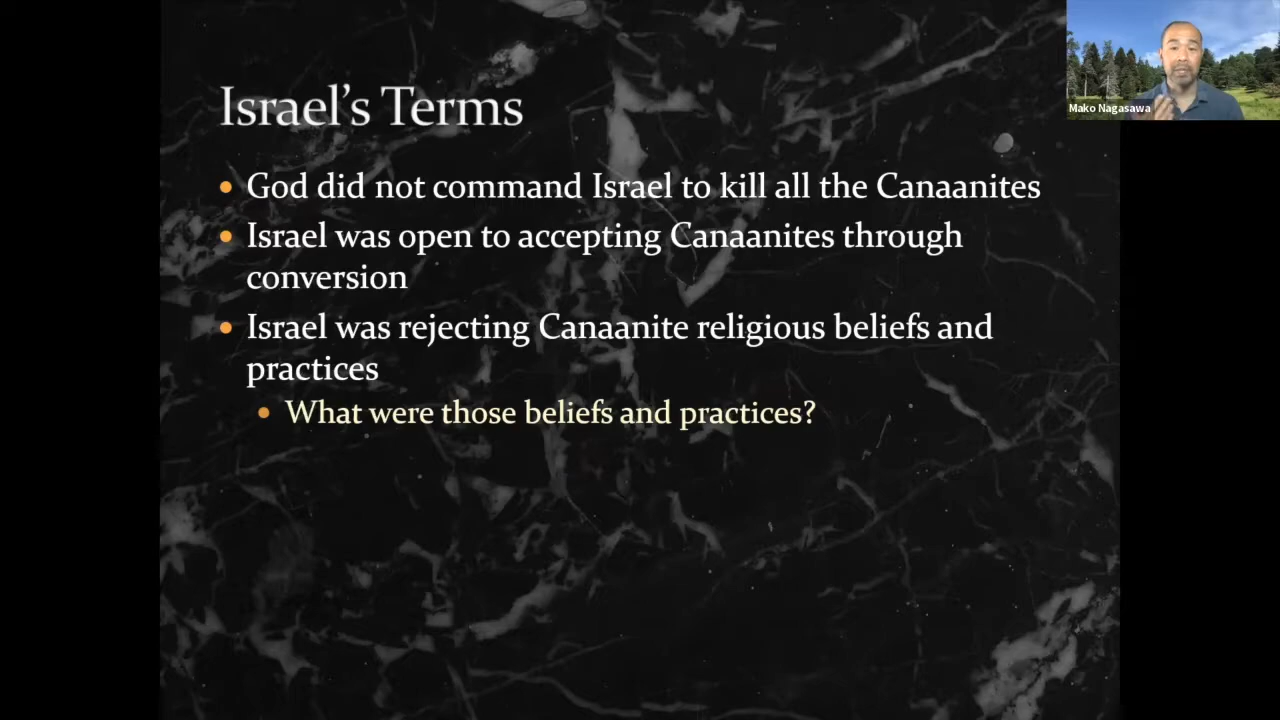 Mako Nagasawa
Israel's Terms
God did not command Israel to kill all the Canaanites
Israel was open to accepting Canaanites through
conversion
Israel was rejecting Canaanite religious beliefs and
practices
What were those beliefs and practices?